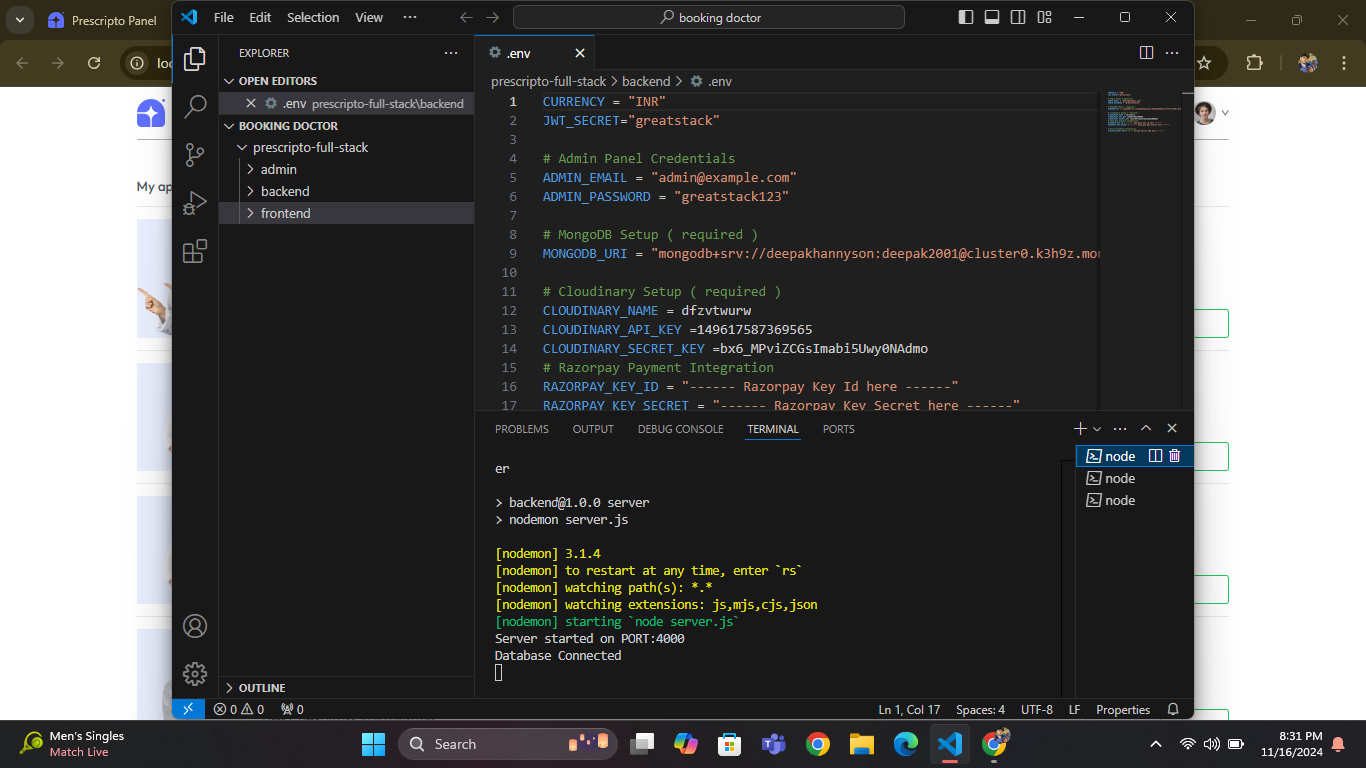 Prescripto Panel
File Edit Selection View ···
booking doctor
EXPLORER
OPEN EDITORS
.env prescripto-full-stack\backend
BOOKING DOCTOR
prescripto-full-stack
admin
backend
frontend
OUTLINE
.env
prescripto-full-stack > backend > .env
1 CURRENCY = "INR"
2 JWT_SECRET="greatstack"
3
4 # Admin Panel Credentials
5 ADMIN_EMAIL = "admin@example.com"
6 ADMIN_PASSWORD = "greatstack123"
7
8 # MongoDB Setup ( required )
9 MONGODB_URI = "mongodb+srv://deepakhannyson:deepak2001@cluster0.k3h9z.mon
10
11 # Cloudinary Setup ( required )
12 CLOUDINARY_NAME = dfzvtwurw
13 CLOUDINARY_API_KEY =149617587369565
14 CLOUDINARY_SECRET_KEY =bx6_MPviZCGsImabi5Uwy0NAdmo
15 # Razorpay Payment Integration
16 RAZORPAY_KEY_ID = "------ Razorpay Key Id here ------"
17 RAZORPAY_KEY_SECRET = "------ Razorpay Key Secret here ------"
PROBLEMS OUTPUT DEBUG CONSOLE TERMINAL PORTS
er
> backend@1.0.0 server
> nodemon server.js
[nodemon] 3.1.4
[nodemon] to restart at any time, enter `rs`
[nodemon] watching path(s): *.*
[nodemon] watching extensions: js,mjs,cjs,json
[nodemon] starting `node server.js`
Server started on PORT:4000
Database Connected
node
node
node
0 0 0
Ln 1, Col 17 Spaces: 4 UTF-8 LF Properties
loc
My ap
Men's Singles
Match Live
Search
8:31 PM
11/16/2024